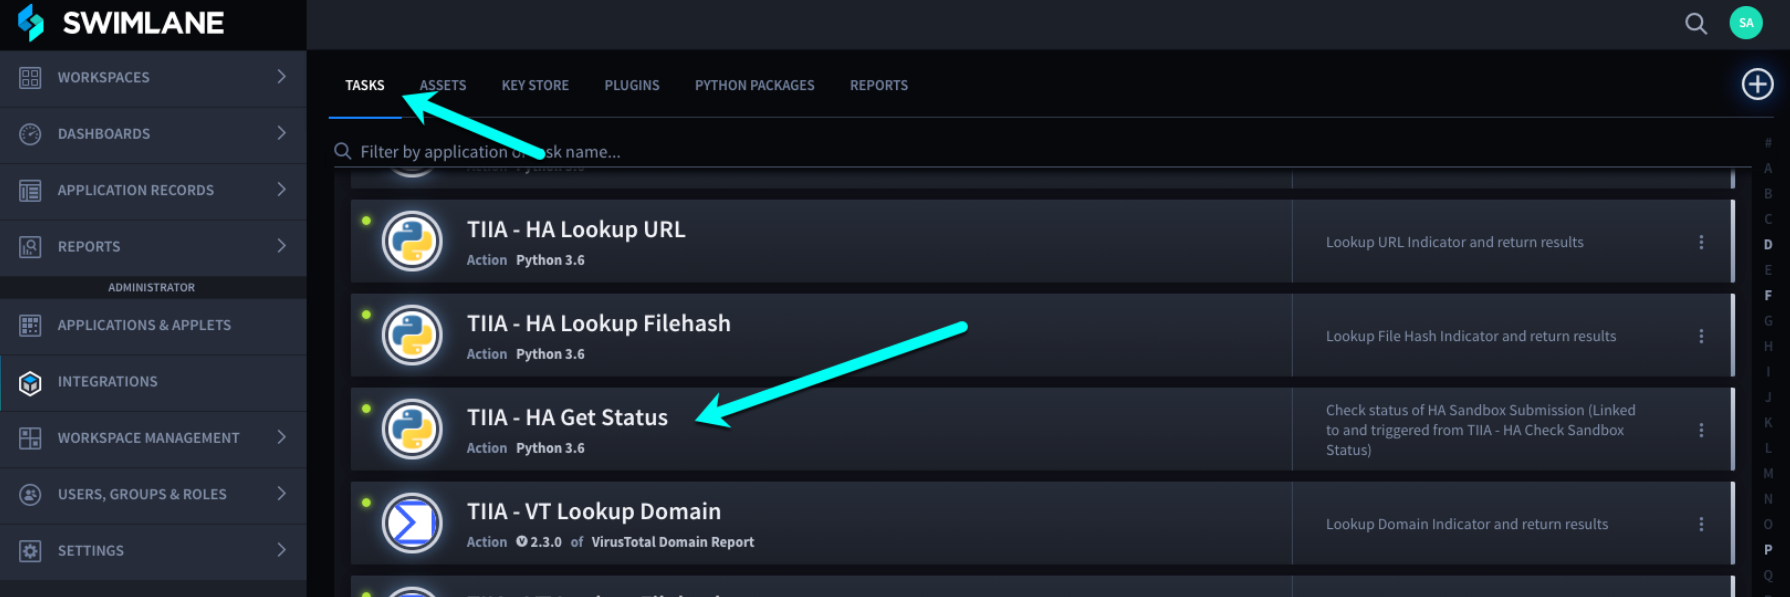 SWIMLANE
SA
WORKSPACES
DASHBOARDS
APPLICATION RECORDS
REPORTS
ADMINISTRATOR
APPLICATIONS & APPLETS
INTEGRATIONS
WORKSPACE MANAGEMENT
USERS, GROUPS & ROLES
SETTINGS
TASKS ASSETS KEY STORE PLUGINS PYTHON PACKAGES REPORTS
Filter by application or task name...
Action Python 3.6
TIIA - HA Lookup URL
Action Python 3.6
Lookup URL Indicator and return results
TIIA - HA Lookup Filehash
Action Python 3.6
Lookup File Hash Indicator and return results
TIIA - HA Get Status
Action Python 3.6
Check status of HA Sandbox Submission (Linked
to and triggered from TIIA - HA Check Sandbox
Status)
TIIA - VT Lookup Domain
Action 2.3.0 of VirusTotal Domain Report
Lookup Domain Indicator and return results
#
A
B
C
D
E
F
G
H
I
J
K
L
M
N
O
P
Q